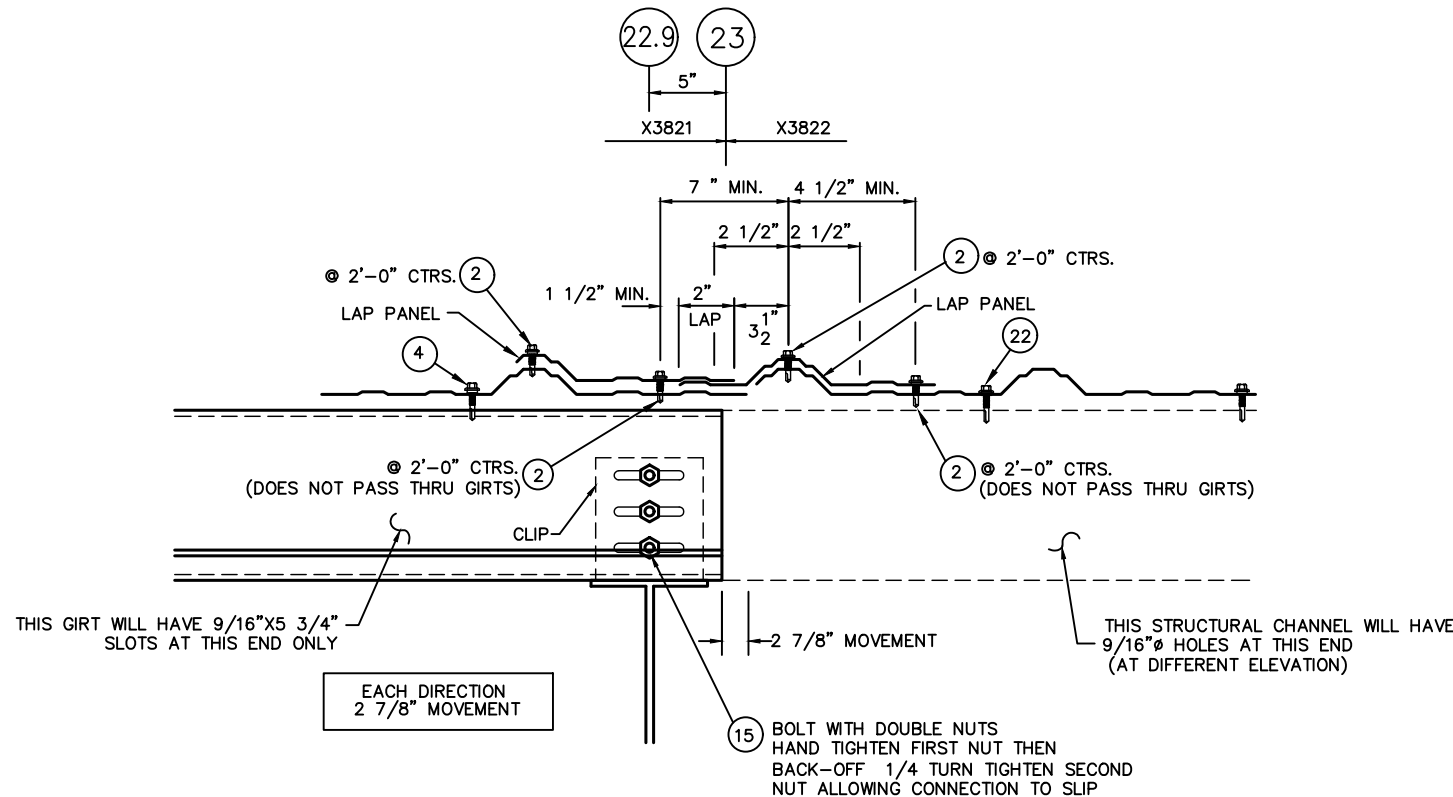 22.9 23
5"
X3821 X3822
7 " MIN. 4 1/2" MIN.
2 1/2" 2 1/2"
@ 2'-0" CTRS. 2
2 @ 2'-0" CTRS.
1 1/2" MIN. 2"
LAP PANEL
LAP
3 1/2"
LAP PANEL
4
22
@ 2'-0" CTRS.
(DOES NOT PASS THRU GIRTS) 2
2 @ 2'-0" CTRS.
(DOES NOT PASS THRU GIRTS)
CLIP
THIS GIRT WILL HAVE 9/16"X5 3/4"
SLOTS AT THIS END ONLY
2 7/8" MOVEMENT
THIS STRUCTURAL CHANNEL WILL HAVE
9/16"ø HOLES AT THIS END
(AT DIFFERENT ELEVATION)
EACH DIRECTION
2 7/8" MOVEMENT
15 BOLT WITH DOUBLE NUTS
HAND TIGHTEN FIRST NUT THEN
BACK-OFF 1/4 TURN TIGHTEN SECOND
NUT ALLOWING CONNECTION TO SLIP